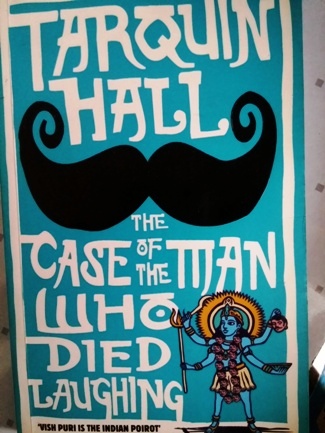 TARQUIN
HALL
THE
CASE OF THE MAN
WHO
DIED
LAUGHING
'VISH PURI IS THE INDIAN POIROT'